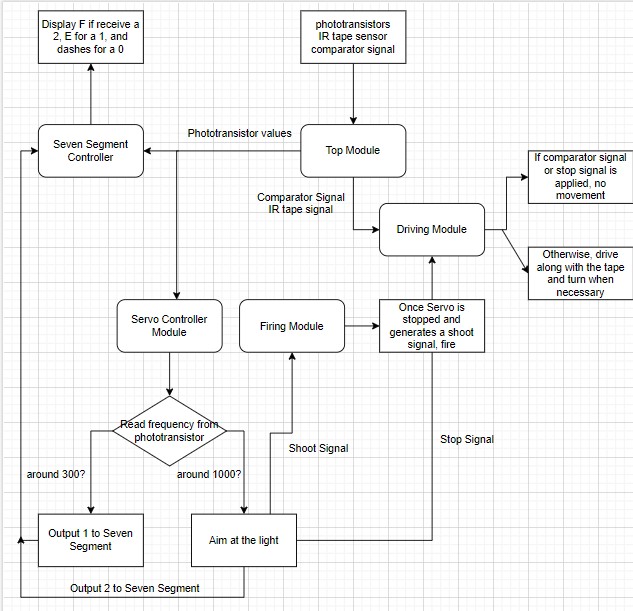 Display F if receive a
2, E for a 1, and
dashes for a 0
phototransistors
IR tape sensor
comparator signal
Seven Segment
Controller
Phototransistor values
Top Module
Comparator Signal
IR tape signal
If comparator signal
or stop signal is
applied, no
movement
Driving Module
Otherwise, drive
along with the tape
and turn when
necessary
Servo Controller
Module
Firing Module
Once Servo is
stopped and
generates a shoot
signal, fire
Read frequency from
phototransistor
Shoot Signal
Stop Signal
around 300?
around 1000?
Output 1 to Seven
Segment
Aim at the light
Output 2 to Seven Segment